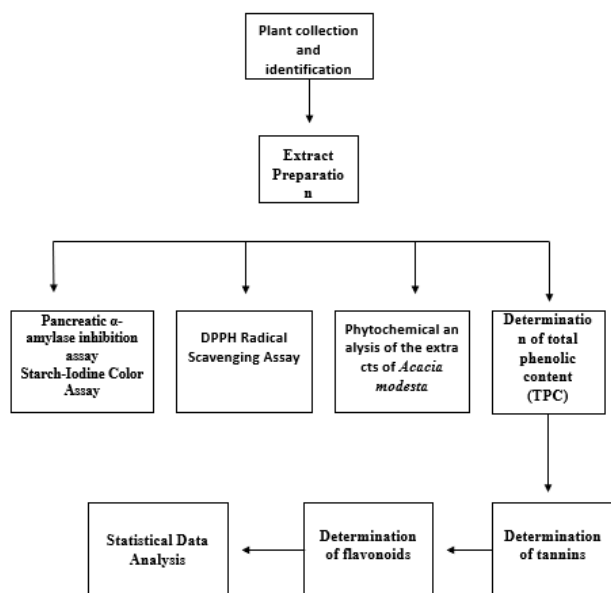 Plant collection
and
identification
Extract
Preparatio
n
Pancreatic α-
amylase inhibition
assay
Starch-Iodine Color
Assay
DPPH Radical
Scavenging Assay
Phytochemical an
alysis of the extra
cts of Acacia
modesta
Determinatio
n of total
phenolic
content
(TPC)
Statistical Data
Analysis
Determination
of flavonoids
Determination
of tannins